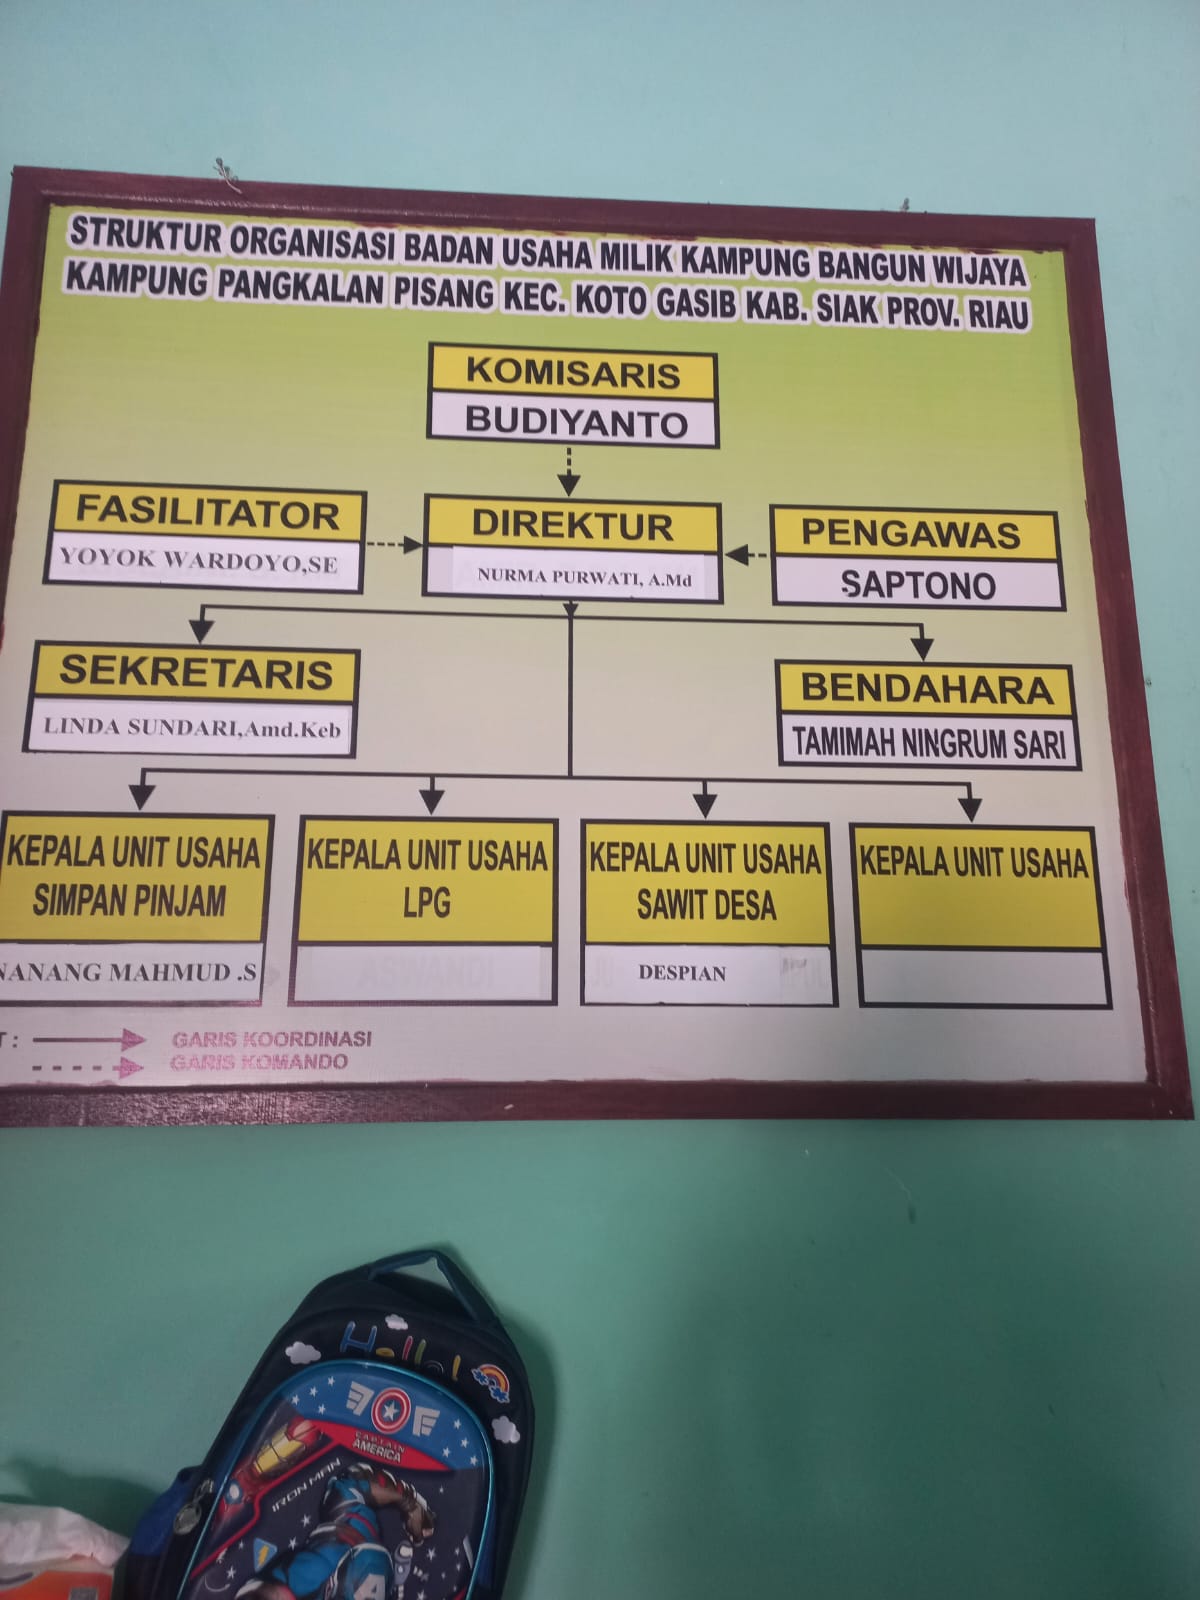 STRUKTUR ORGANISASI BADAN USAHA MILIK KAMPUNG BANGUN WIJAYA
KAMPUNG PANGKALAN PISANG KEC. KOTO GASIB KAB. SIAK PROV. RIAU
KOMISARIS
BUDIYANTO
FASILITATOR
YOYOK WARDOYO,SE
DIREKTUR
NURMA PURWATI, A.Md
PENGAWAS
SAPTONO
SEKRETARIS
LINDA SUNDARI,Amd.Keb
BENDAHARA
TAMIMAH NINGRUM SARI
KEPALA UNIT USAHA
SIMPAN PINJAM
NANANG MAHMUD .S
KEPALA UNIT USAHA
LPG
ASWANDI
KEPALA UNIT USAHA
SAWIT DESA
DESPIAN
KEPALA UNIT USAHA
T :
GARIS KOORDINASI
GARIS KOMANDO
Hello!
CAPTAIN
AMERICA
IRON MAN
A